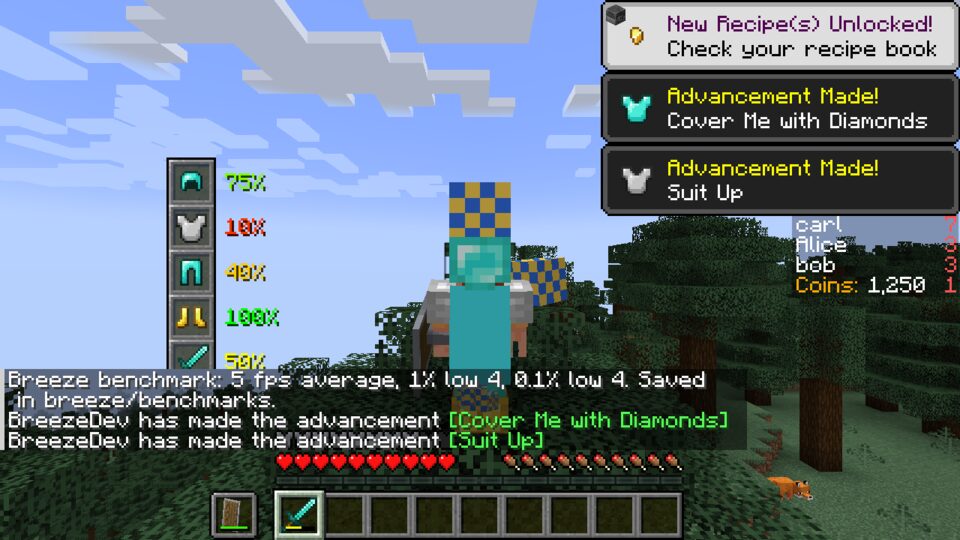 New Recipe(s) Unlocked!
Check your recipe book
Advancement Made!
Cover Me with Diamonds
Advancement Made!
Suit Up
carl 7
Alice 3
bob 3
Coins: 1,250 1
75%
10%
40%
100%
50%
Breeze benchmark: 5 fps average, 1% low 4, 0.1% low 4. Saved
in breeze/benchmarks.
BreezeDev has made the advancement [Cover Me with Diamonds]
BreezeDev has made the advancement [Suit Up]